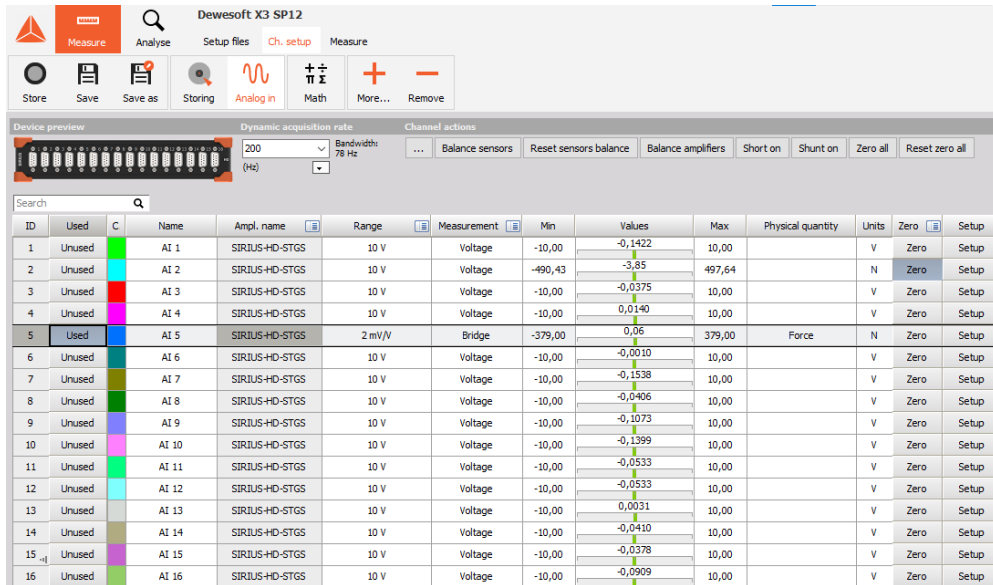 Dewesoft X3 SP12
Measure Analyse Setup files Ch. setup Measure
Store Save Save as Storing Analog in Math More... Remove
Device preview Dynamic acquisition rate Channel actions
200 Bandwidth: 78 Hz ... Balance sensors Reset sensors balance Balance amplifiers Short on Shunt on Zero all Reset zero all
(Hz)
Search
ID Used C Name Ampl. name Range Measurement Min Values Max Physical quantity Units Zero Setup
1 Unused AI 1 SIRIUS-HD-STGS 10 V Voltage -10,00 -0,1422 10,00 V Zero Setup
2 Unused AI 2 SIRIUS-HD-STGS 10 V Voltage -490,43 -3,85 497,64 N Zero Setup
3 Unused AI 3 SIRIUS-HD-STGS 10 V Voltage -10,00 -0,0375 10,00 V Zero Setup
4 Unused AI 4 SIRIUS-HD-STGS 10 V Voltage -10,00 0,0140 10,00 V Zero Setup
5 Used AI 5 SIRIUS-HD-STGS 2 mV/V Bridge -379,00 0,06 379,00 Force N Zero Setup
6 Unused AI 6 SIRIUS-HD-STGS 10 V Voltage -10,00 -0,0010 10,00 V Zero Setup
7 Unused AI 7 SIRIUS-HD-STGS 10 V Voltage -10,00 -0,1538 10,00 V Zero Setup
8 Unused AI 8 SIRIUS-HD-STGS 10 V Voltage -10,00 -0,0406 10,00 V Zero Setup
9 Unused AI 9 SIRIUS-HD-STGS 10 V Voltage -10,00 -0,1073 10,00 V Zero Setup
10 Unused AI 10 SIRIUS-HD-STGS 10 V Voltage -10,00 -0,1399 10,00 V Zero Setup
11 Unused AI 11 SIRIUS-HD-STGS 10 V Voltage -10,00 -0,0533 10,00 V Zero Setup
12 Unused AI 12 SIRIUS-HD-STGS 10 V Voltage -10,00 -0,0533 10,00 V Zero Setup
13 Unused AI 13 SIRIUS-HD-STGS 10 V Voltage -10,00 0,0031 10,00 V Zero Setup
14 Unused AI 14 SIRIUS-HD-STGS 10 V Voltage -10,00 -0,0410 10,00 V Zero Setup
15 Unused AI 15 SIRIUS-HD-STGS 10 V Voltage -10,00 -0,0378 10,00 V Zero Setup
16 Unused AI 16 SIRIUS-HD-STGS 10 V Voltage -10,00 -0,0909 10,00 V Zero Setup